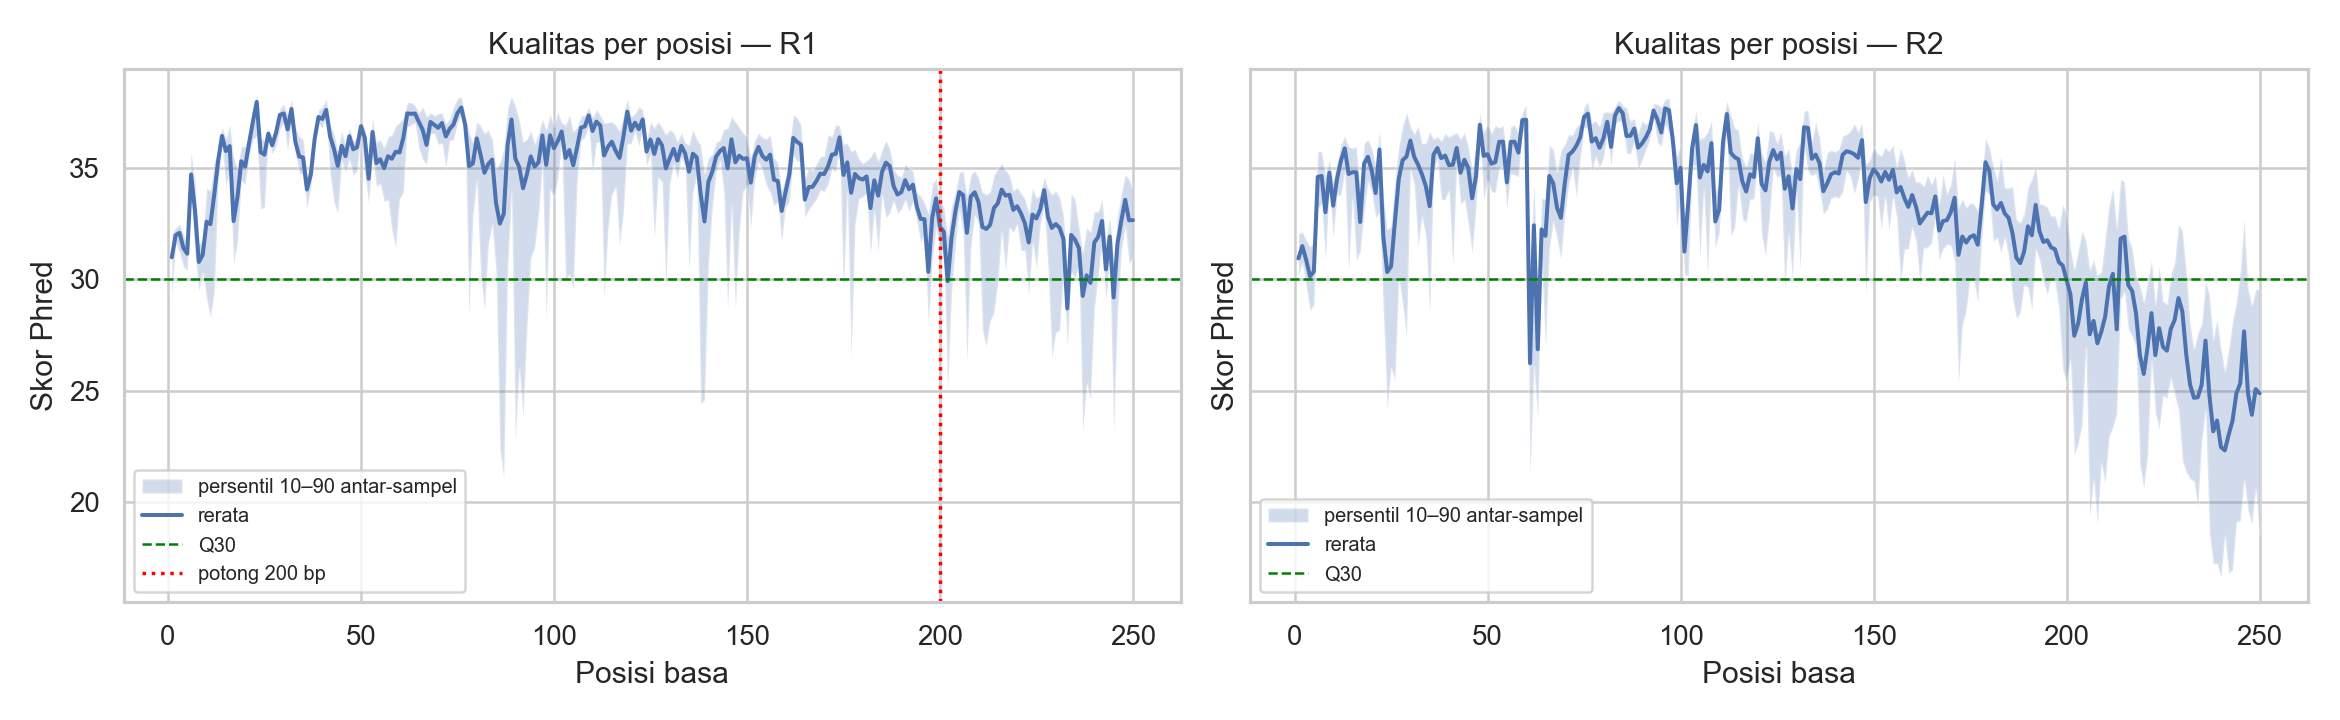 Kualitas per posisi — R1
Skor Phred
35
30
25
20
persentil 10–90 antar-sampel
rerata
Q30
potong 200 bp
0 50 100 150 200 250
Posisi basa
Kualitas per posisi — R2
Skor Phred
persentil 10–90 antar-sampel
rerata
Q30
0 50 100 150 200 250
Posisi basa